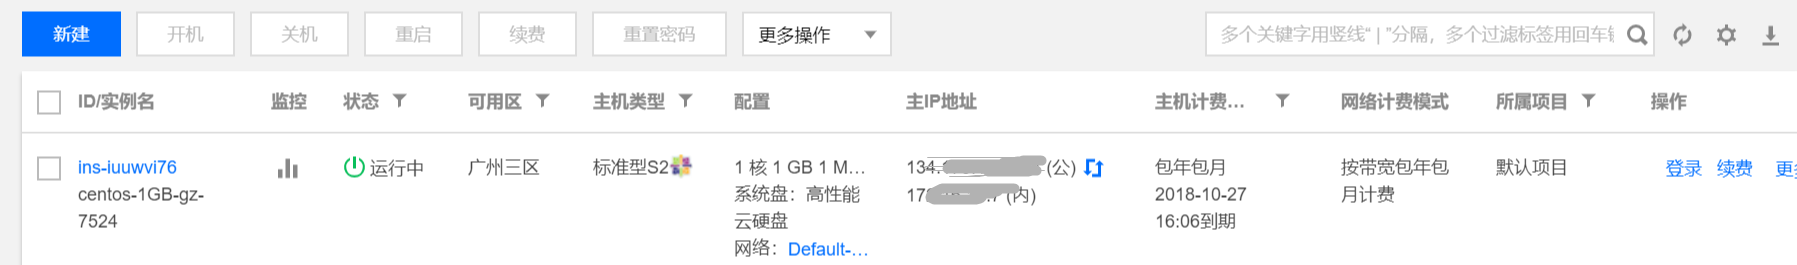 新建 开机 关机 重启 续费 重置密码 更多操作 多个关键字用竖线“ | ”分隔，多个过滤标签用回车键
ID/实例名 监控 状态 可用区 主机类型 配置 主IP地址 主机计费... 网络计费模式 所属项目 操作
ins-iuuwvi76 运行中 广州三区 标准型S2 1 核 1 GB 1 M... 134. (公) 包年包月 按带宽包年包 默认项目 登录 续费
centos-1GB-gz- 系统盘：高性能 (内) 2018-10-27 月计费
7524 云硬盘 16:06到期
网络：Default-...